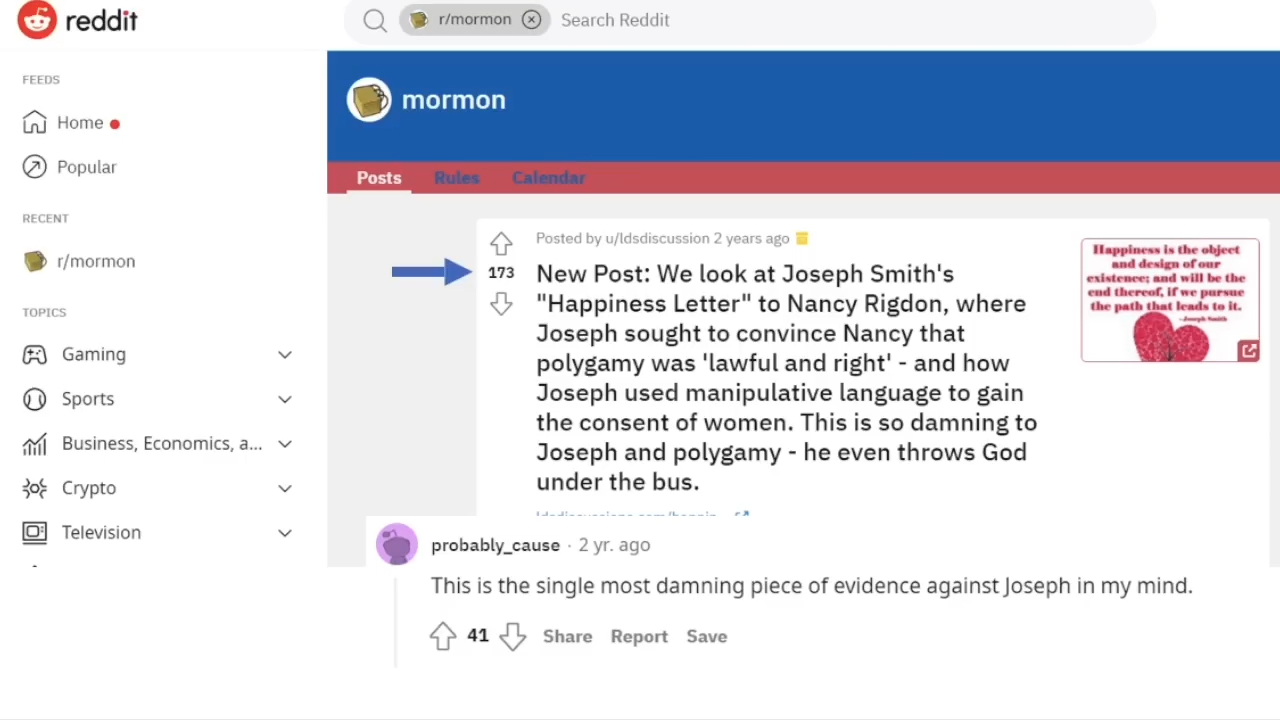 reddit
r/mormon
Search Reddit
FEEDS
Home
Popular
RECENT
r/mormon
TOPICS
Gaming
Sports
Business, Economics, a...
Crypto
Television
mormon
Posts Rules Calendar
Posted by u/ldsdiscussion 2 years ago
173
New Post: We look at Joseph Smith's
"Happiness Letter" to Nancy Rigdon, where
Joseph sought to convince Nancy that
polygamy was 'lawful and right' - and how
Joseph used manipulative language to gain
the consent of women. This is so damning to
Joseph and polygamy - he even throws God
under the bus.
Happiness is the object
and design of our
existence; and will be the
end thereof, if we pursue
the path that leads to it.
-Joseph Smith
probably_cause · 2 yr. ago
This is the single most damning piece of evidence against Joseph in my mind.
41 Share Report Save